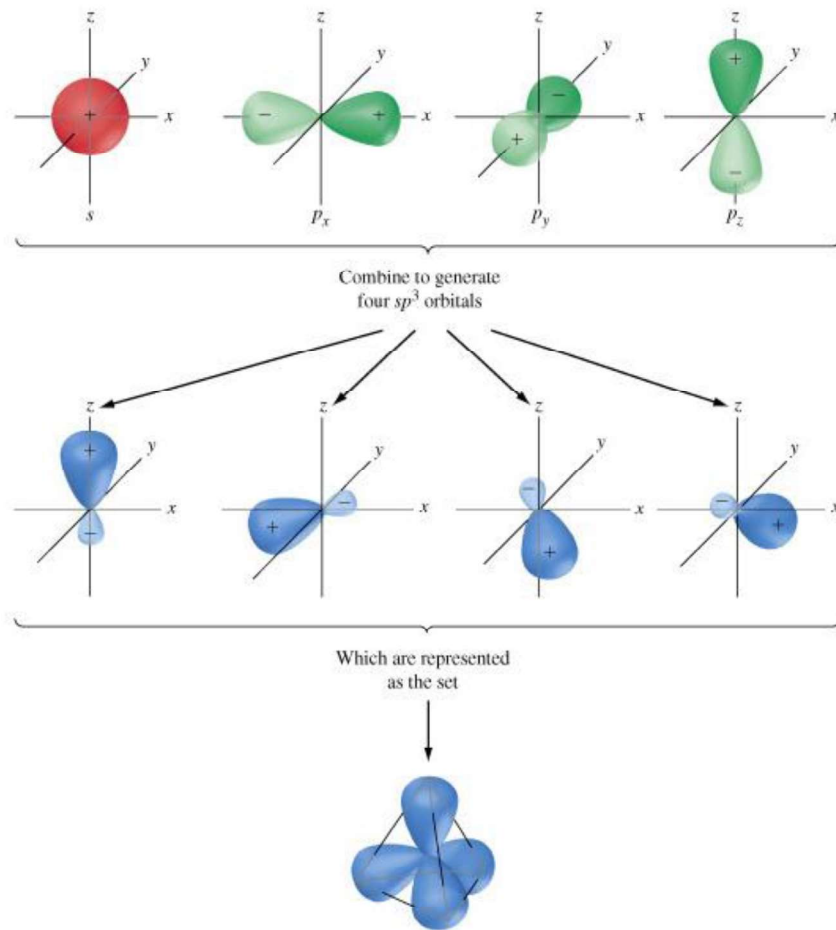 z
z
z
z
y
y
y
+
x
−
+
x
−
+
x
+
−
x
s
p_x
p_y
p_z
Combine to generate
four sp³ orbitals
z
z
z
z
y
y
y
y
+
−
x
+
−
x
−
+
x
−
+
x
Which are represented
as the set